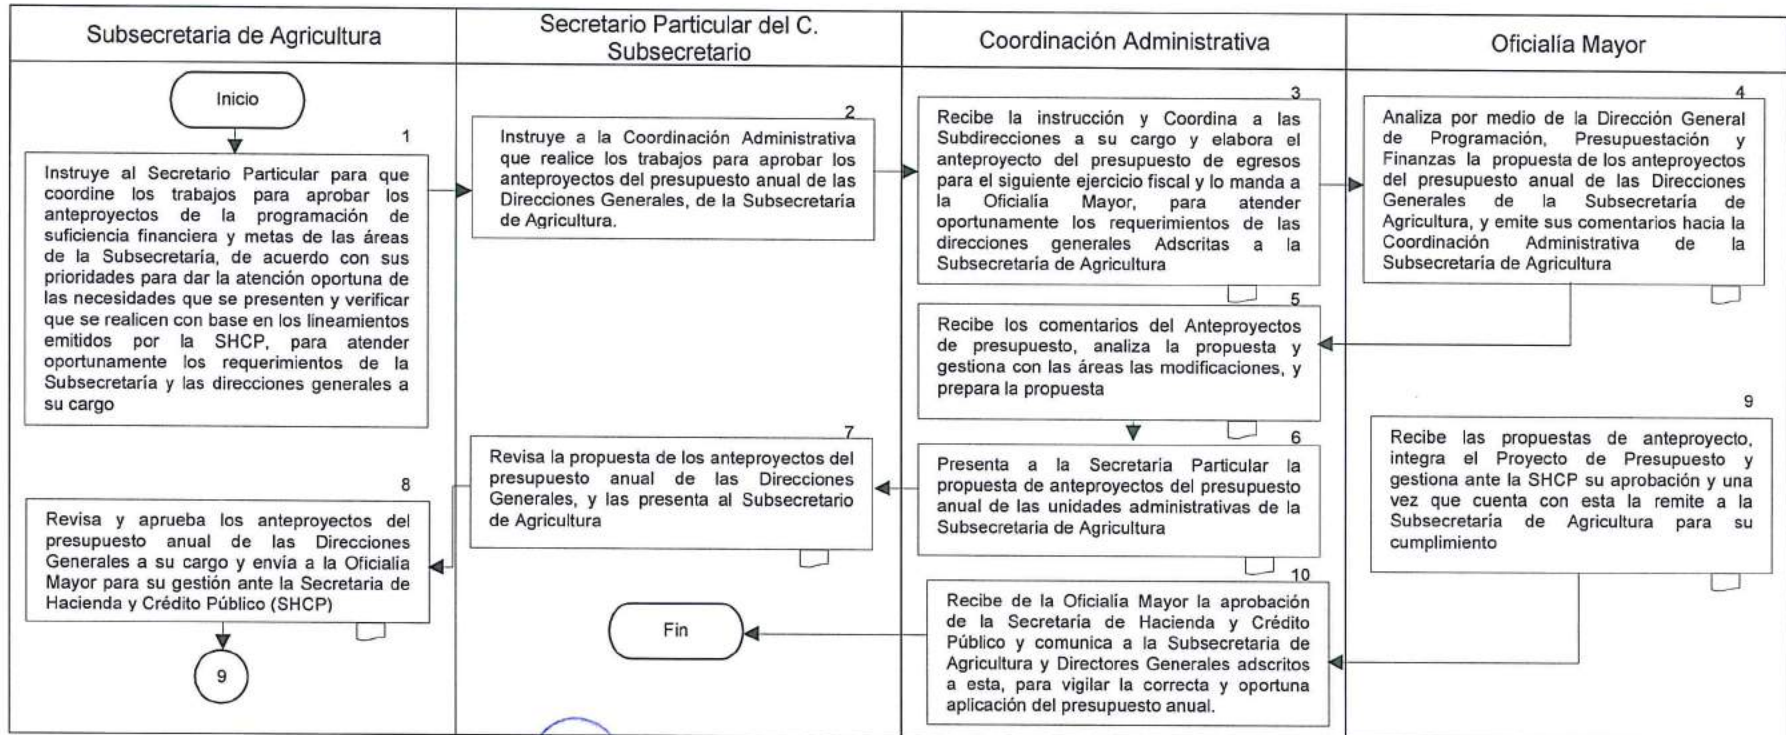 Subsecretaria de Agricultura
Secretario Particular del C.
Subsecretario
Coordinación Administrativa
Oficialía Mayor
Inicio
1
Instruye al Secretario Particular para que
coordine los trabajos para aprobar los
anteproyectos de la programación de
suficiencia financiera y metas de las áreas
de la Subsecretaría, de acuerdo con sus
prioridades para dar la atención oportuna de
las necesidades que se presenten y verificar
que se realicen con base en los lineamientos
emitidos por la SHCP, para atender
oportunamente los requerimientos de la
Subsecretaría y las direcciones generales a
su cargo
2
Instruye a la Coordinación Administrativa
que realice los trabajos para aprobar los
anteproyectos del presupuesto anual de las
Direcciones Generales, de la Subsecretaría
de Agricultura.
3
Recibe la instrucción y Coordina a las
Subdirecciones a su cargo y elabora el
anteproyecto del presupuesto de egresos
para el siguiente ejercicio fiscal y lo manda a
la Oficialía Mayor, para atender
oportunamente los requerimientos de las
direcciones generales Adscritas a la
Subsecretaría de Agricultura
4
Analiza por medio de la Dirección General
de Programación, Presupuestación y
Finanzas la propuesta de los anteproyectos
del presupuesto anual de las Direcciones
Generales de la Subsecretaría de
Agricultura, y emite sus comentarios hacia la
Coordinación Administrativa de la
Subsecretaría de Agricultura
5
Recibe los comentarios del Anteproyectos
de presupuesto, analiza la propuesta y
gestiona con las áreas las modificaciones, y
prepara la propuesta
6
Presenta a la Secretaria Particular la
propuesta de anteproyectos del presupuesto
anual de las unidades administrativas de la
Subsecretaria de Agricultura
7
Revisa la propuesta de los anteproyectos del
presupuesto anual de las Direcciones
Generales, y las presenta al Subsecretario
de Agricultura
8
Revisa y aprueba los anteproyectos del
presupuesto anual de las Direcciones
Generales a su cargo y envía a la Oficialia
Mayor para su gestión ante la Secretaria de
Hacienda y Crédito Público (SHCP)
9
9
Recibe las propuestas de anteproyecto,
integra el Proyecto de Presupuesto y
gestiona ante la SHCP su aprobación y una
vez que cuenta con esta la remite a la
Subsecretaría de Agricultura para su
cumplimiento
10
Recibe de la Oficialía Mayor la aprobación
de la Secretaria de Hacienda y Crédito
Público y comunica a la Subsecretaria de
Agricultura y Directores Generales adscritos
a esta, para vigilar la correcta y oportuna
aplicación del presupuesto anual.
Fin